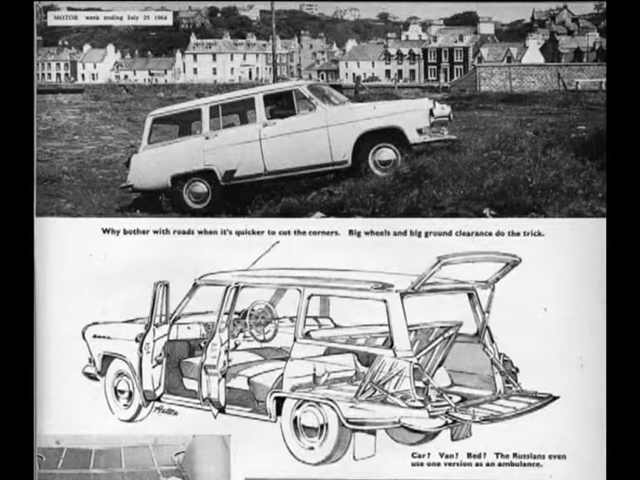 MOTOR week ending July 25 1964
Why bother with roads when it's quicker to cut the corners. Big wheels and big ground clearance do the trick.
Car? Van? Bed? The Russians even
use one version as an ambulance.